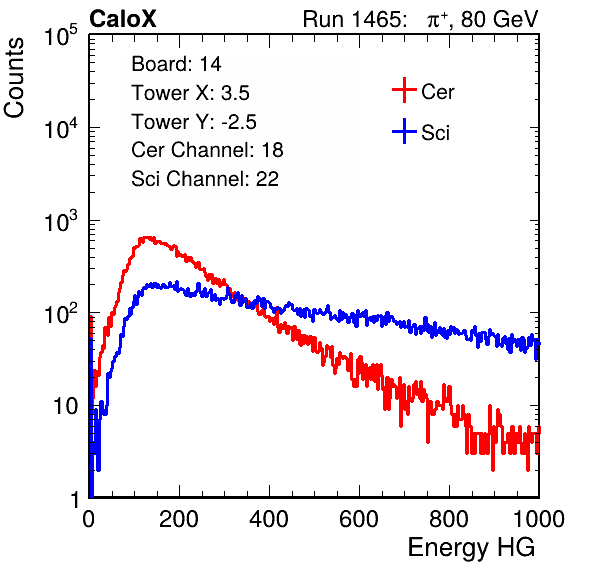 CaloX Run 1465: π⁺, 80 GeV
Counts
10⁵
10⁴
10³
10²
10
1
Board: 14
Tower X: 3.5
Tower Y: -2.5
Cer Channel: 18
Sci Channel: 22
Cer
Sci
0 200 400 600 800 1000
Energy HG